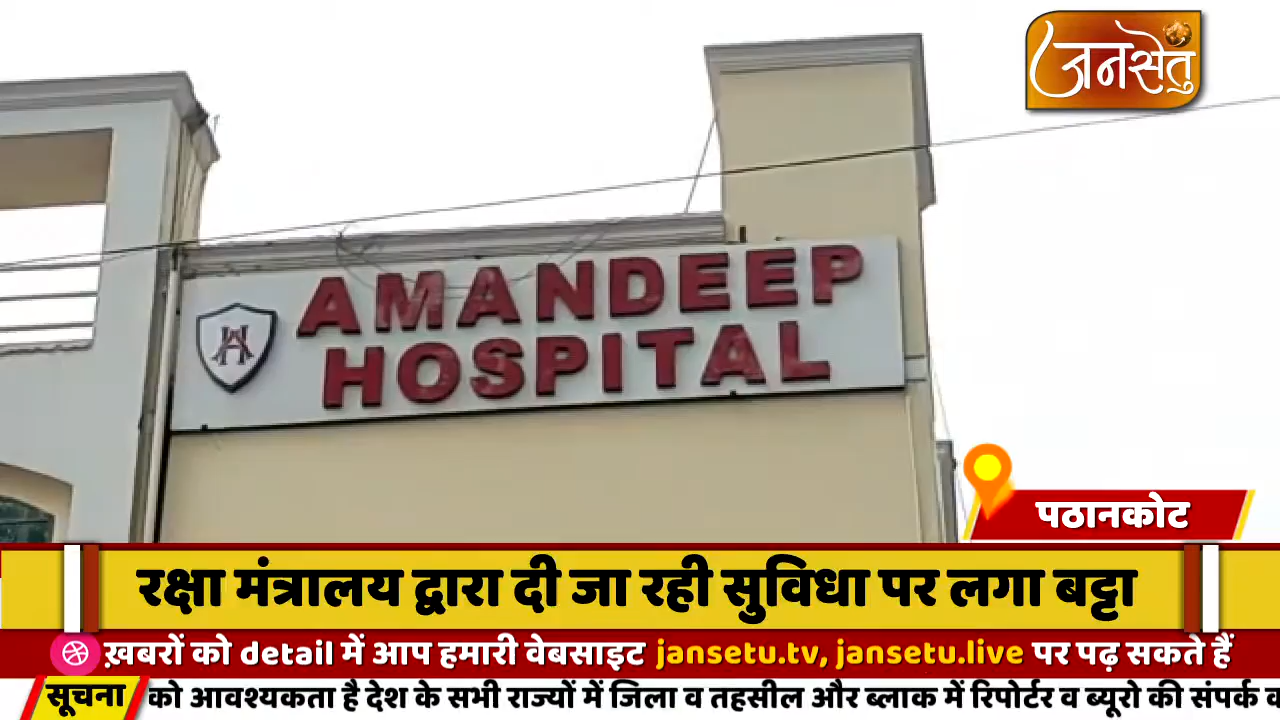 जनसेतु
AMANDEEP
HOSPITAL
पठानकोट
रक्षा मंत्रालय द्वारा दी जा रही सुविधा पर लगा बट्टा
ख़बरों को detail में आप हमारी वेबसाइट jansetu.tv, jansetu.live पर पढ़ सकते हैं
सूचना को आवश्यकता है देश के सभी राज्यों में जिला व तहसील और ब्लाक में रिपोर्टर व ब्यूरो की संपर्क